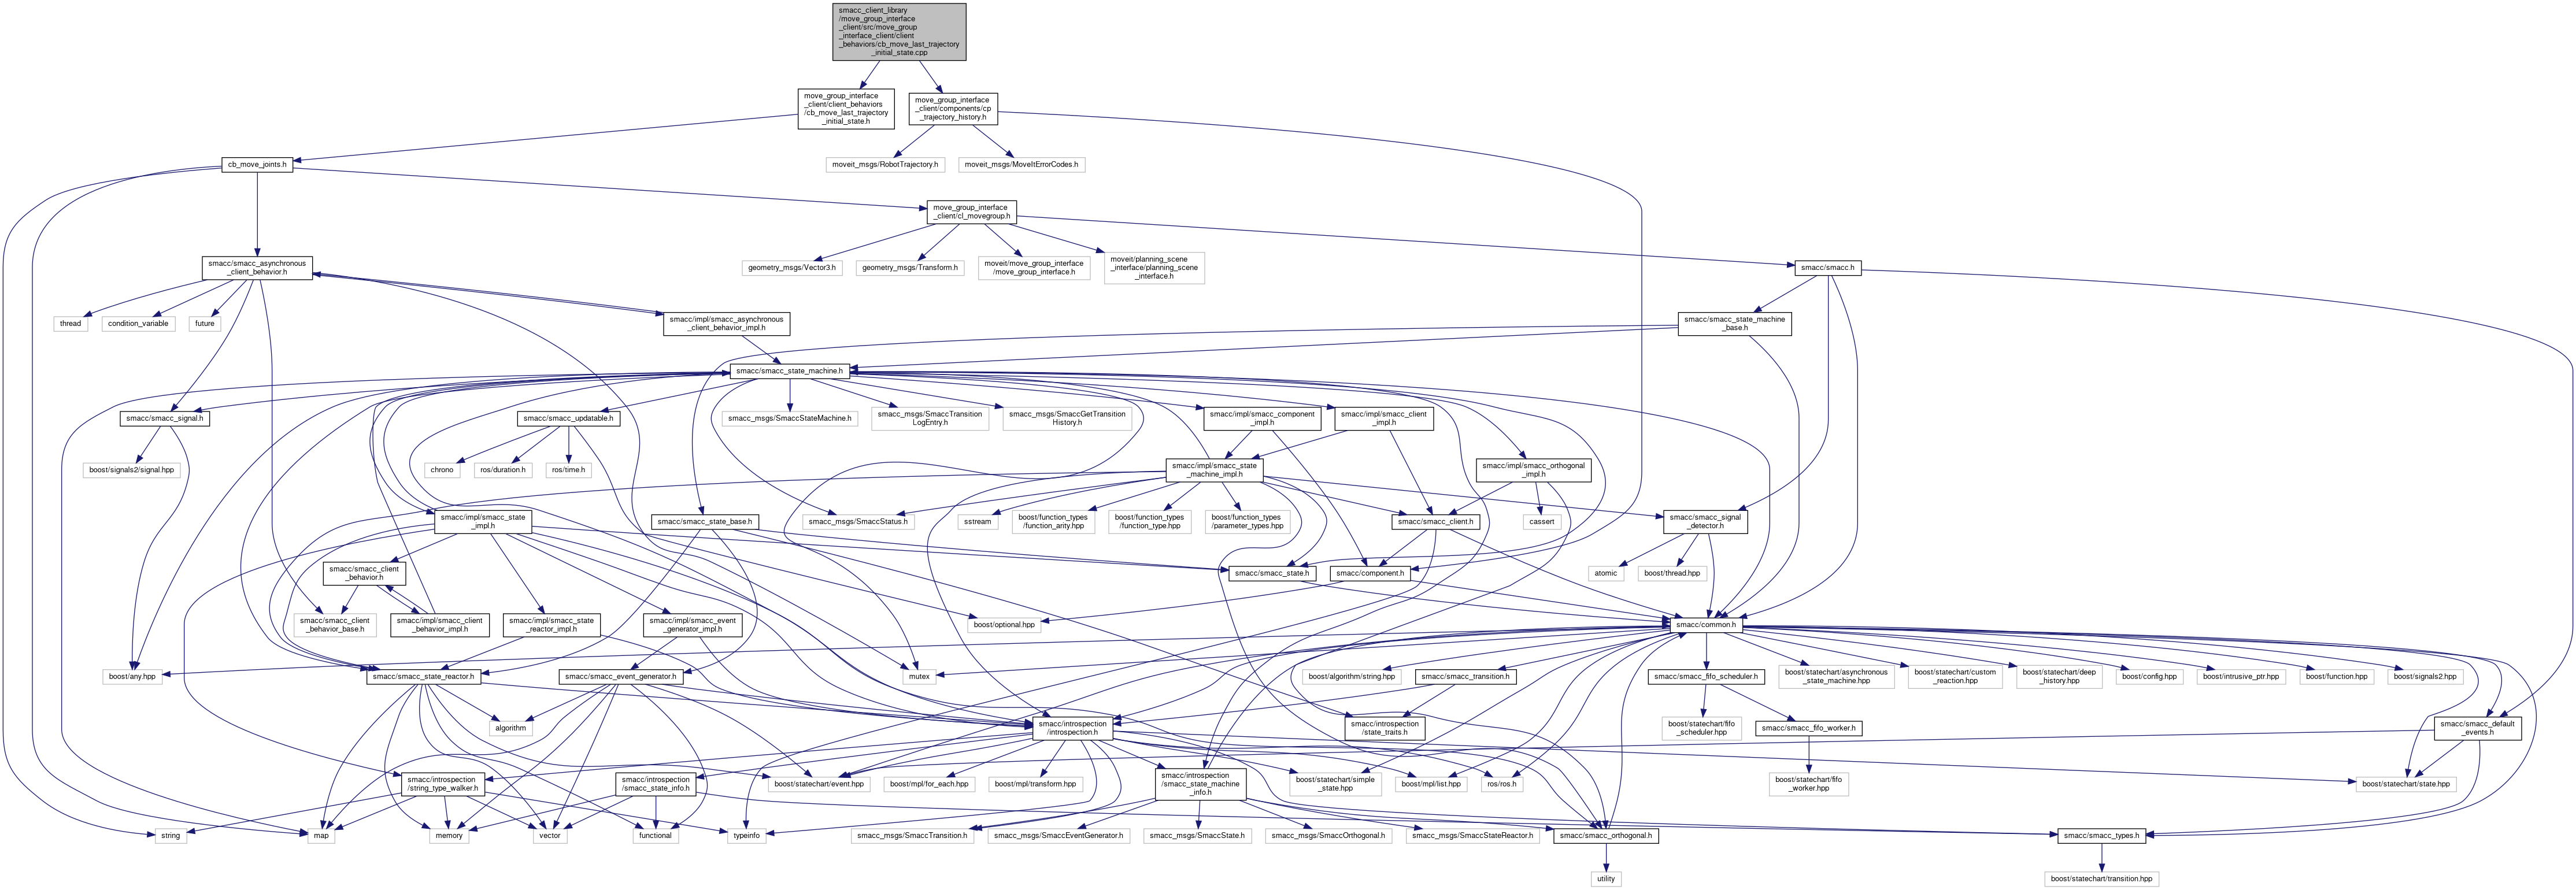 smacc_client_library
/move_group_interface
_client/src/move_group
_interface_client/client
_behaviors/cb_move_last_trajectory
_initial_state.cpp
move_group_interface
_client/client_behaviors
/cb_move_last_trajectory
_initial_state.h
move_group_interface
_client/components/cp
_trajectory_history.h
cb_move_joints.h
moveit_msgs/RobotTrajectory.h
moveit_msgs/MoveItErrorCodes.h
move_group_interface
_client/cl_movegroup.h
smacc/smacc_asynchronous
_client_behavior.h
geometry_msgs/Vector3.h
geometry_msgs/Transform.h
moveit/move_group_interface
/move_group_interface.h
moveit/planning_scene
_interface/planning_scene
_interface.h
smacc/smacc.h
thread
condition_variable
future
smacc/impl/smacc_asynchronous
_client_behavior_impl.h
smacc/smacc_state_machine
_base.h
smacc/smacc_state_machine.h
smacc/smacc_signal.h
smacc/smacc_updatable.h
smacc_msgs/SmaccStateMachine.h
smacc_msgs/SmaccTransition
LogEntry.h
smacc_msgs/SmaccGetTransition
History.h
smacc/impl/smacc_component
_impl.h
smacc/impl/smacc_client
_impl.h
boost/signals2/signal.hpp
chrono
ros/duration.h
ros/time.h
smacc/impl/smacc_state
_machine_impl.h
smacc/impl/smacc_orthogonal
_impl.h
smacc/impl/smacc_state
_impl.h
smacc/smacc_state_base.h
smacc_msgs/SmaccStatus.h
sstream
boost/function_types
/function_arity.hpp
boost/function_types
/function_type.hpp
boost/function_types
/parameter_types.hpp
smacc/smacc_client.h
cassert
smacc/smacc_signal
_detector.h
smacc/smacc_client
_behavior.h
smacc/smacc_state.h
smacc/component.h
atomic
boost/thread.hpp
smacc/smacc_client
_behavior_base.h
smacc/impl/smacc_client
_behavior_impl.h
smacc/impl/smacc_state
_reactor_impl.h
smacc/impl/smacc_event
_generator_impl.h
boost/optional.hpp
smacc/common.h
boost/any.hpp
smacc/smacc_state_reactor.h
smacc/smacc_event_generator.h
mutex
boost/algorithm/string.hpp
smacc/smacc_transition.h
smacc/smacc_fifo_scheduler.h
boost/statechart/asynchronous
_state_machine.hpp
boost/statechart/custom
_reaction.hpp
boost/statechart/deep
_history.hpp
boost/config.hpp
boost/intrusive_ptr.hpp
boost/function.hpp
boost/signals2.hpp
algorithm
smacc/introspection
/introspection.h
smacc/introspection
/state_traits.h
boost/statechart/fifo
_scheduler.hpp
smacc/smacc_fifo_worker.h
smacc/smacc_default
_events.h
smacc/introspection
/string_type_walker.h
smacc/introspection
/smacc_state_info.h
boost/statechart/event.hpp
boost/mpl/for_each.hpp
boost/mpl/transform.hpp
smacc/introspection
/smacc_state_machine
_info.h
boost/statechart/simple
_state.hpp
boost/mpl/list.hpp
ros/ros.h
boost/statechart/fifo
_worker.hpp
boost/statechart/state.hpp
string
map
memory
vector
functional
typeinfo
smacc_msgs/SmaccTransition.h
smacc_msgs/SmaccEventGenerator.h
smacc_msgs/SmaccState.h
smacc_msgs/SmaccOrthogonal.h
smacc_msgs/SmaccStateReactor.h
smacc/smacc_orthogonal.h
smacc/smacc_types.h
utility
boost/statechart/transition.hpp